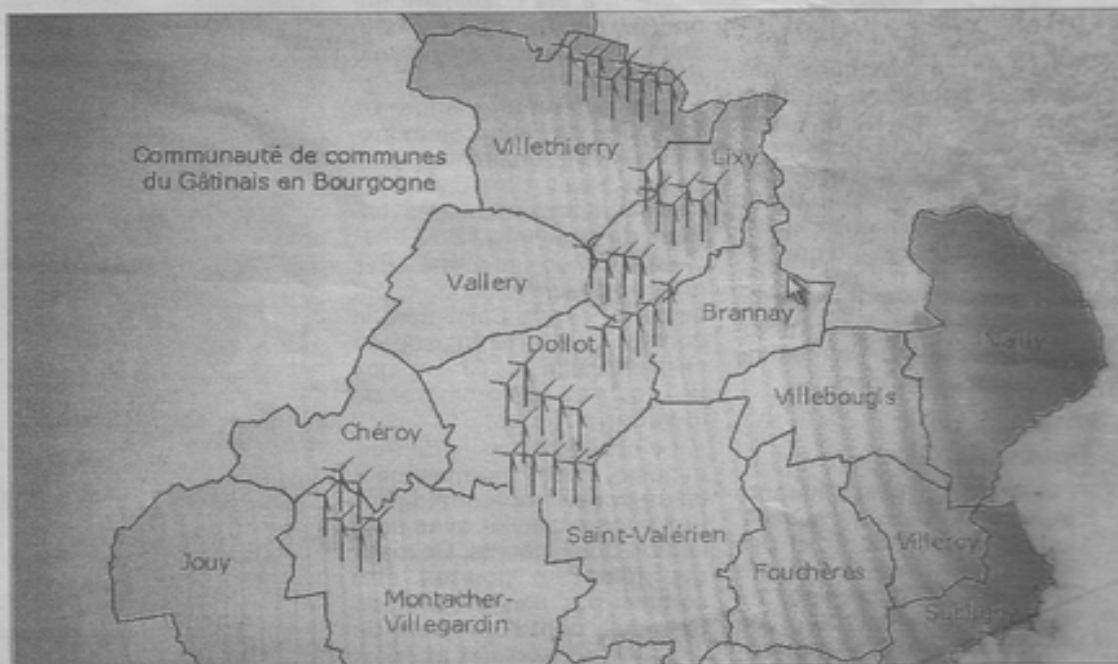 Villethierry
Lixy
Communauté de communes
du Gâtinais en Bourgogne
Vallery
Brannay
Dollot
Villebougis
Chéroy
Saint-Valérien
Jouy
Fouchères
Montacher-
Villegardin